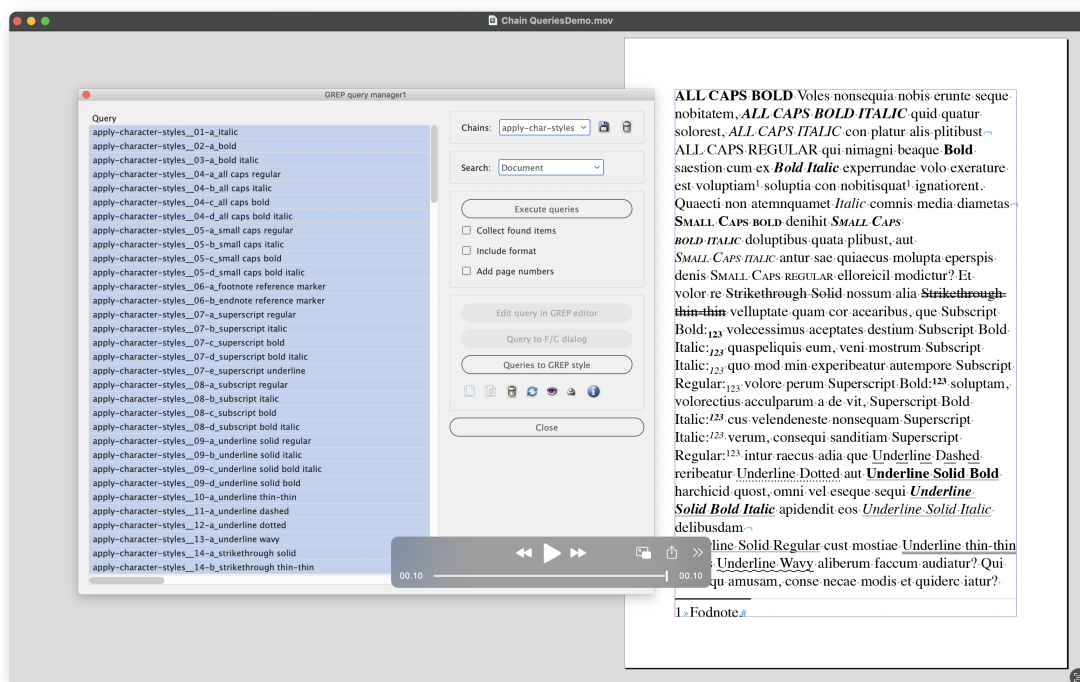 Chain QueriesDemo.mov
GREP query manager1
Query
apply-character-styles__01-a_italic
apply-character-styles__02-a_bold
apply-character-styles__03-a_bold italic
apply-character-styles__04-a_all caps regular
apply-character-styles__04-b_all caps italic
apply-character-styles__04-c_all caps bold
apply-character-styles__04-d_all caps bold italic
apply-character-styles__05-a_small caps regular
apply-character-styles__05-b_small caps italic
apply-character-styles__05-c_small caps bold
apply-character-styles__05-d_small caps bold italic
apply-character-styles__06-a_footnote reference marker
apply-character-styles__06-b_endnote reference marker
apply-character-styles__07-a_superscript regular
apply-character-styles__07-b_superscript italic
apply-character-styles__07-c_superscript bold
apply-character-styles__07-d_superscript bold italic
apply-character-styles__07-e_superscript underline
apply-character-styles__08-a_subscript regular
apply-character-styles__08-b_subscript italic
apply-character-styles__08-c_subscript bold
apply-character-styles__08-d_subscript bold italic
apply-character-styles__09-a_underline solid regular
apply-character-styles__09-b_underline solid italic
apply-character-styles__09-c_underline solid bold italic
apply-character-styles__09-d_underline solid bold
apply-character-styles__10-a_underline thin-thin
apply-character-styles__11-a_underline dashed
apply-character-styles__12-a_underline dotted
apply-character-styles__13-a_underline wavy
apply-character-styles__14-a_strikethrough solid
apply-character-styles__14-b_strikethrough thin-thin
Chains: apply-char-styles
Search: Document
Execute queries
Collect found items
Include format
Add page numbers
Edit query in GREP editor
Query to F/C dialog
Queries to GREP style
Close
00.10
00.10
ALL CAPS BOLD Voles nonsequia nobis erunte seque
nobitatem, ALL CAPS BOLD ITALIC quid quatur
solorest, ALL CAPS ITALIC con platur alis plitibust
ALL CAPS REGULAR qui nimagni beaque Bold
saestion cum ex Bold Italic experrundae volo exerature
est voluptiam¹ soluptia con nobitisquat¹ ignatiorent.
Quaecti non atemnquamet Italic comnis media diametas
Small Caps bold denihit Small Caps
bold italic doluptibus quata plibust, aut
Small Caps italic antur sae quiaecus molupta eperspis
denis Small Caps regular elloreicil modictur? Et
volor re Strikethrough Solid nossum alia Strikethrough
thin-thin velluptate quam cor acearibus, que Subscript
Bold:₁₂₃ volecessimus aceptates destium Subscript Bold
Italic:₁₂₃ quaspeliquis eum, veni mostrum Subscript
Italic:₁₂₃ quo mod min experibeatur autempore Subscript
Regular:₁₂₃ volore perum Superscript Bold:¹²³ soluptam,
volorectius acculparum a de vit, Superscript Bold
Italic:¹²³ cus velendeneste nonsequam Superscript
Italic:¹²³ verum, consequi sanditiam Superscript
Regular:¹²³ intur raecus adia que Underline Dashed
reribeatur Underline Dotted aut Underline Solid Bold
harchicid quost, omni vel eseque sequi Underline
Solid Bold Italic apidendit eos Underline Solid Italic
delibusdam
line Solid Regular cust mostiae Underline thin-thin
Underline Wavy aliberum faccum audiatur? Qui
qu amusam, conse necae modis et quiderc iatur?
1» Fodnote.#